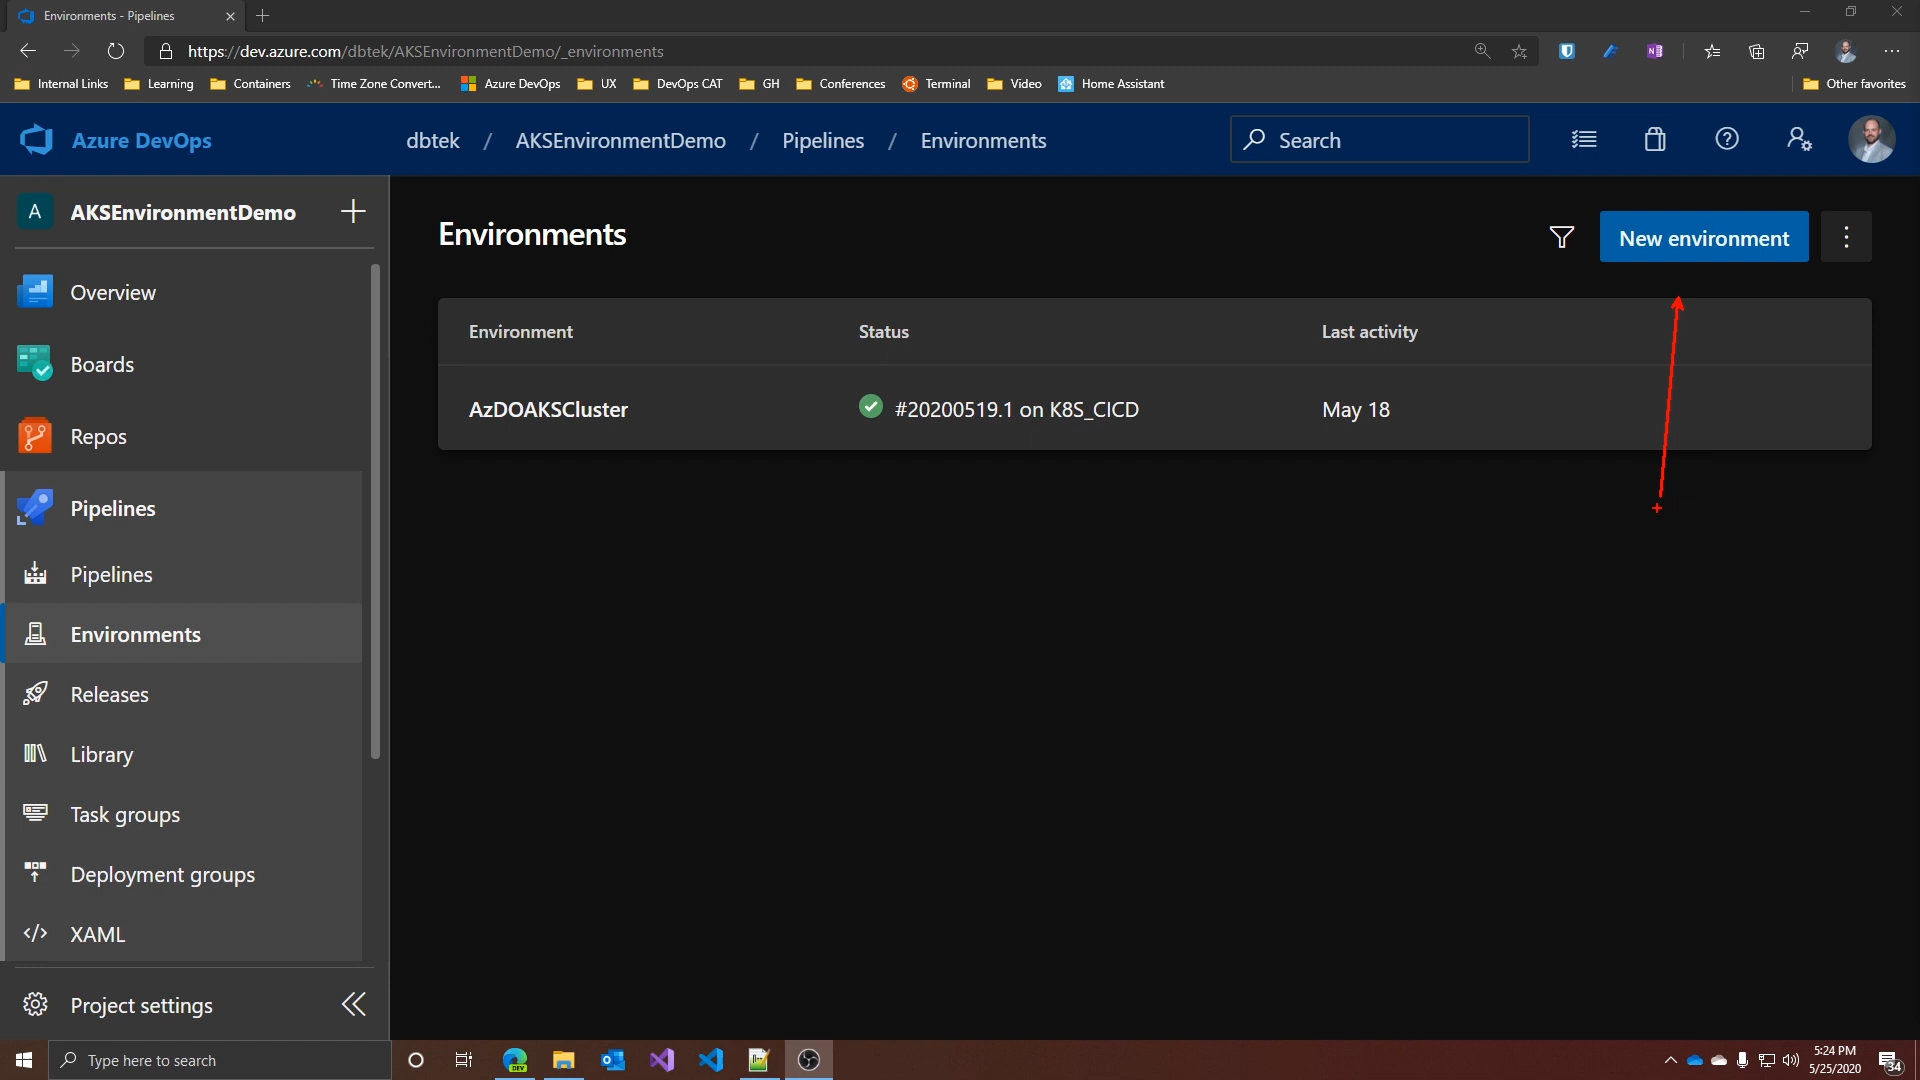 Environments - Pipelines
https://dev.azure.com/dbtek/AKSEnvironmentDemo/_environments
Internal Links
Learning
Containers
Time Zone Convert...
Azure DevOps
UX
DevOps CAT
GH
Conferences
Terminal
Video
Home Assistant
Other favorites
Azure DevOps
dbtek / AKSEnvironmentDemo / Pipelines / Environments
Search
A AKSEnvironmentDemo
Overview
Boards
Repos
Pipelines
Pipelines
Environments
Releases
Library
Task groups
Deployment groups
XAML
Project settings
Environments
New environment
Environment Status Last activity
AzDOAKSCluster #20200519.1 on K8S_CICD May 18
Type here to search
DEV
5:24 PM
5/25/2020
34